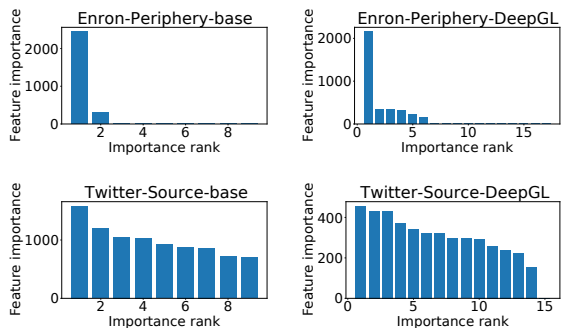 Enron-Periphery-base
Feature importance
2000
1000
0
2 4 6 8
Importance rank
Enron-Periphery-DeepGL
Feature importance
2000
1000
0
0 5 10 15
Importance rank
Twitter-Source-base
Feature importance
1000
0
2 4 6 8
Importance rank
Twitter-Source-DeepGL
Feature importance
400
200
0
0 5 10 15
Importance rank